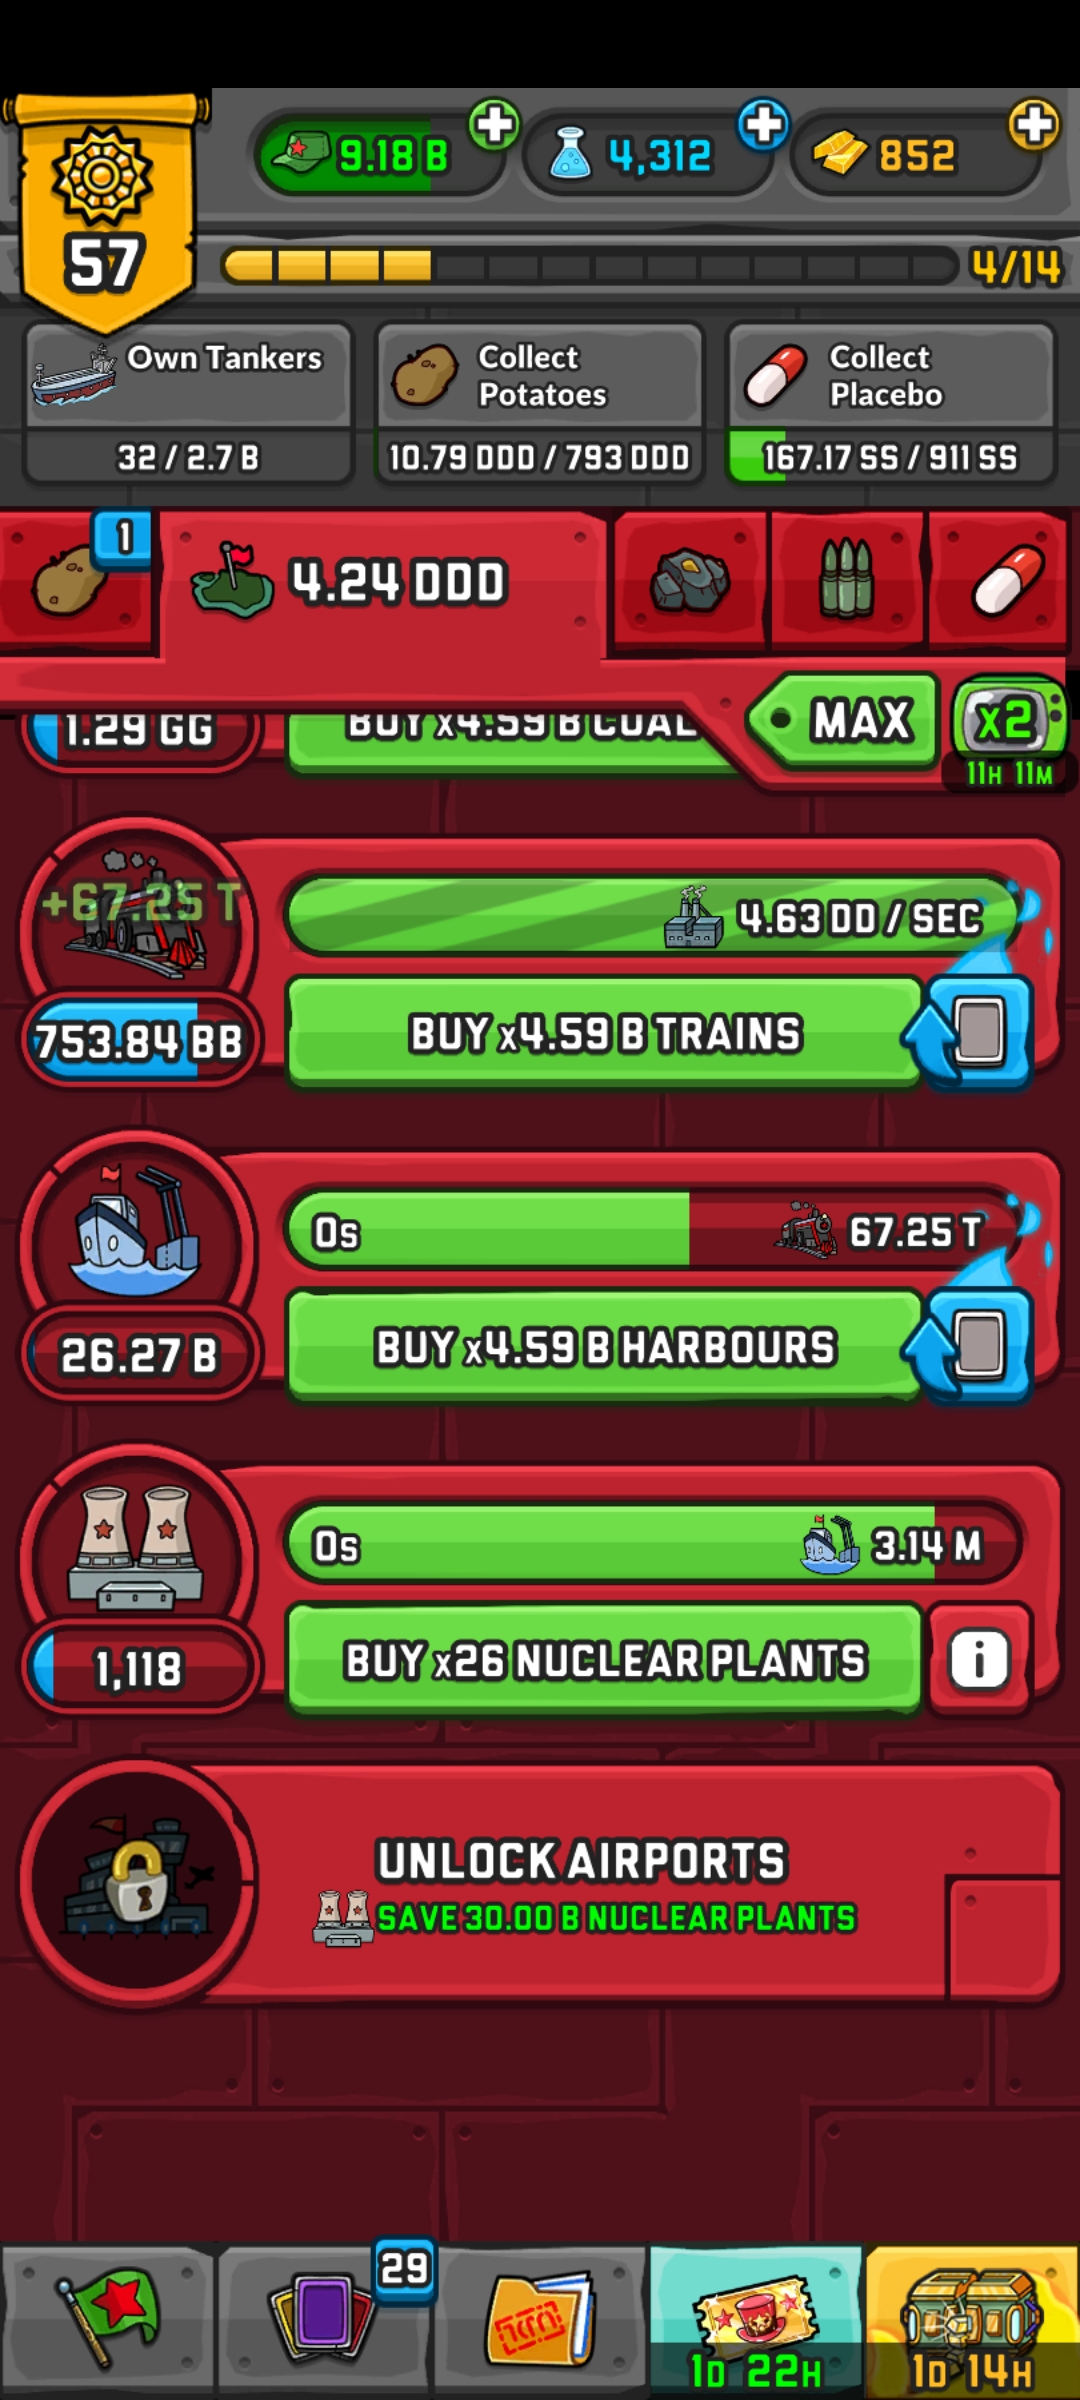 9.18 B
4,312
852
57
4/14
Own Tankers
32 / 2.7 B
Collect
Potatoes
10.79 DDD / 793 DDD
Collect
Placebo
167.17 SS / 911 SS
1
4.24 DDD
MAX
x2
11H 11M
1.29 GG
BUY x4.59 B COAL
+67.25 T
4.63 DD / SEC
753.84 BB
BUY x4.59 B TRAINS
0s
67.25 T
26.27 B
BUY x4.59 B HARBOURS
0s
3.14 M
1,118
BUY x26 NUCLEAR PLANTS
i
UNLOCK AIRPORTS
SAVE 30.00 B NUCLEAR PLANTS
29
1D 22H
1D 14H